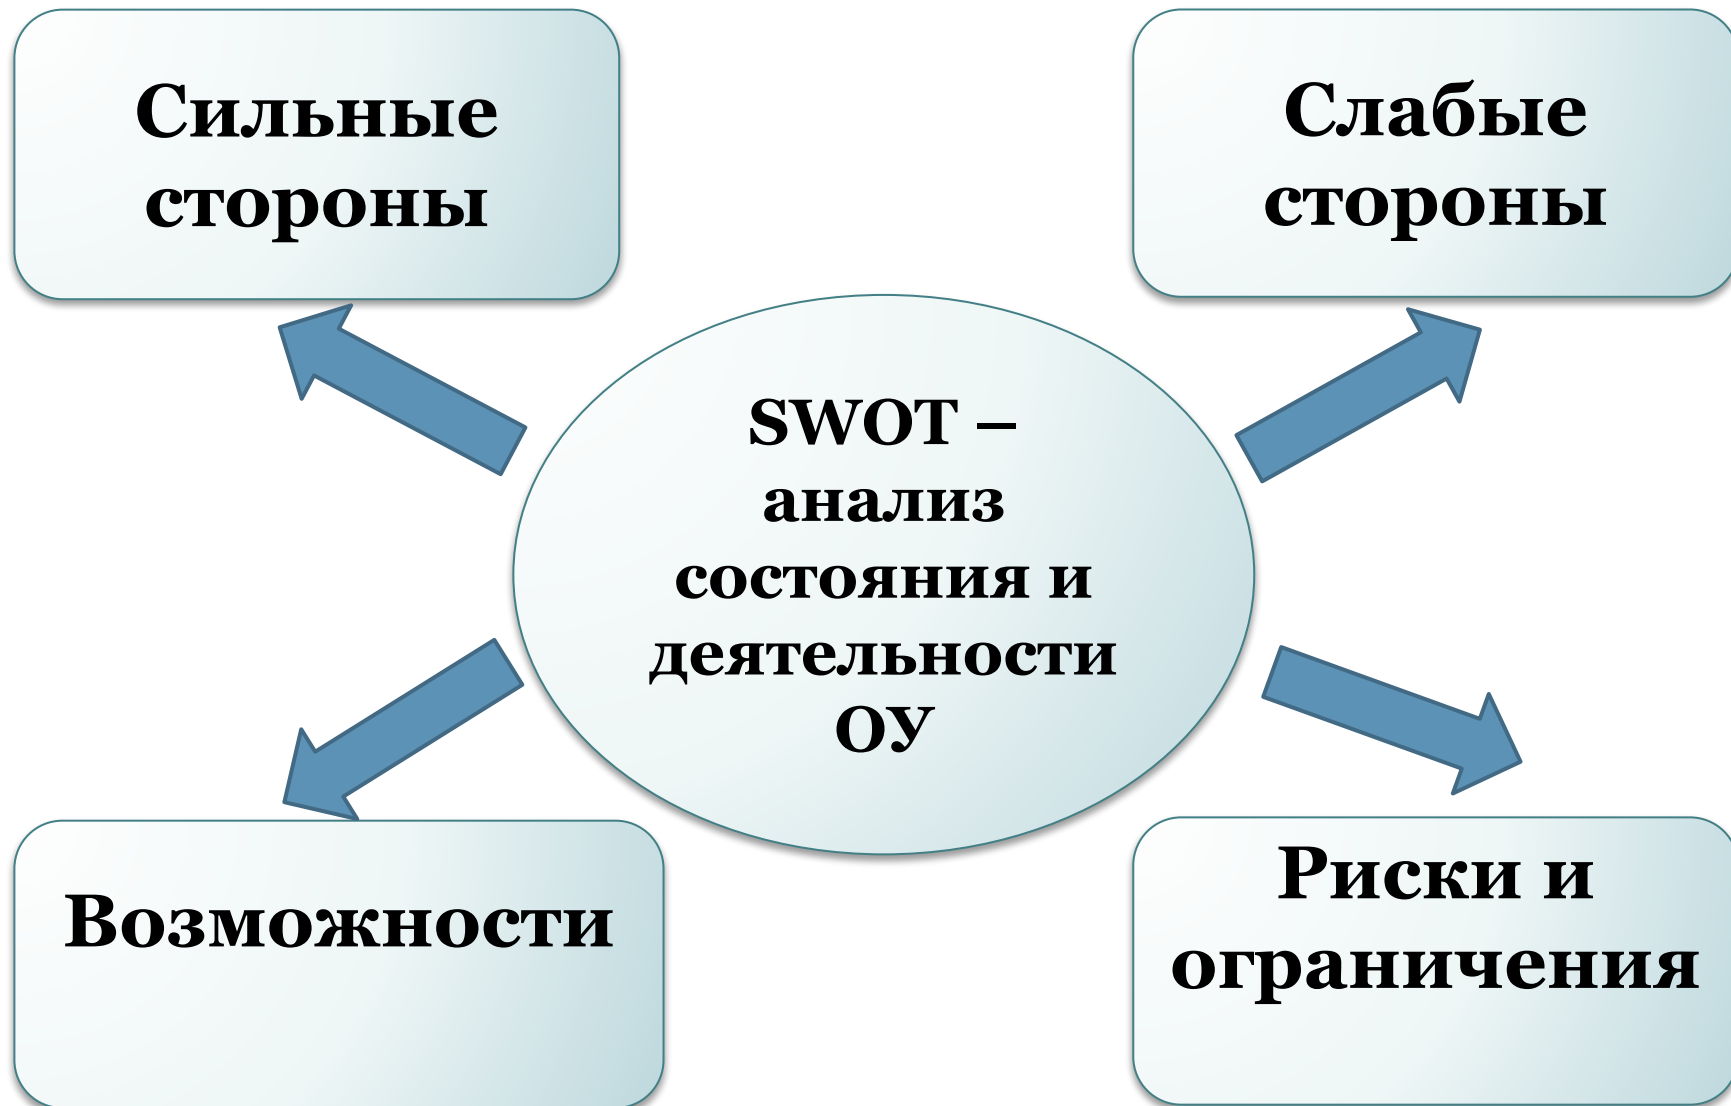 Сильные
стороны
Слабые
стороны
SWOT –
анализ
состояния и
деятельности
ОУ
Возможности
Риски и
ограничения